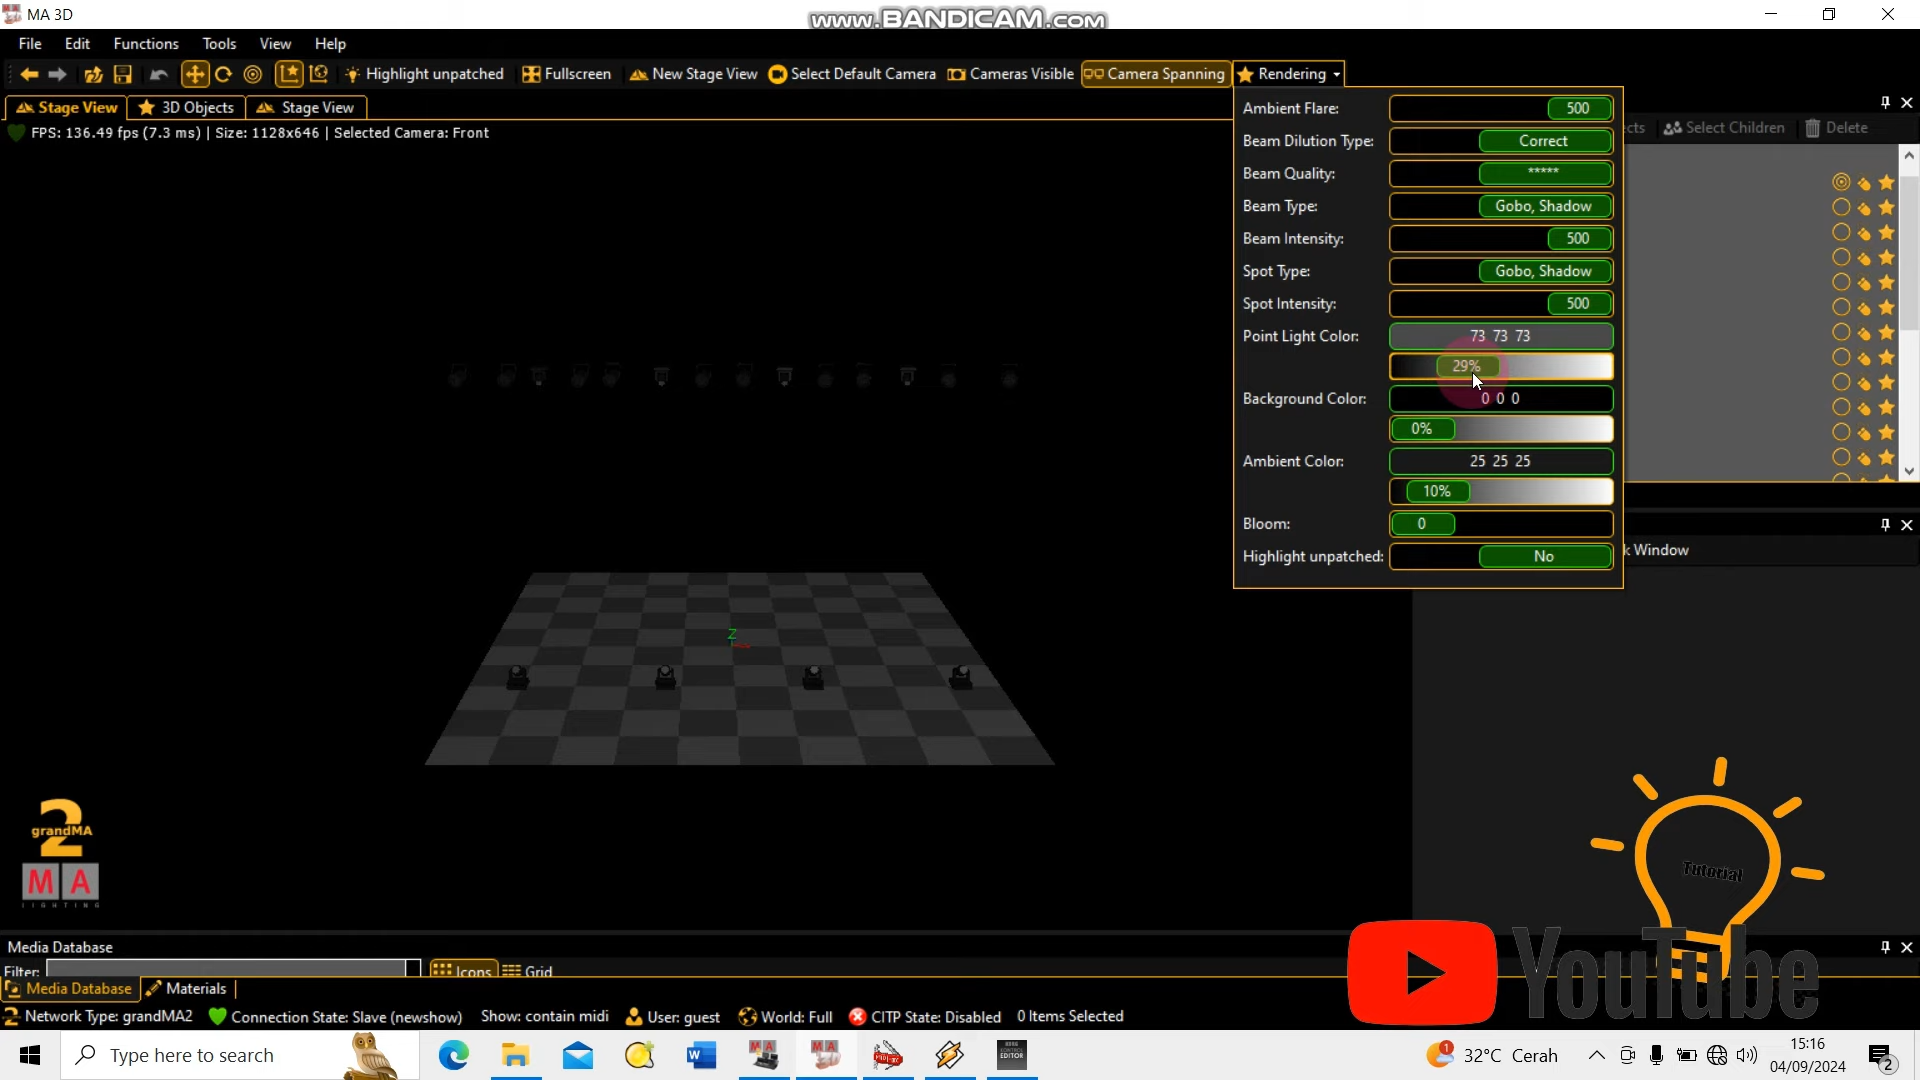 MA 3D
www.BANDICAM.com
File Edit Functions Tools View Help
Highlight unpatched Fullscreen New Stage View Select Default Camera Cameras Visible Camera Spanning Rendering
Stage View 3D Objects Stage View
FPS: 136.49 fps (7.3 ms) | Size: 1128x646 | Selected Camera: Front
Ambient Flare: 500
Beam Dilution Type: Correct
Beam Quality: *****
Beam Type: Gobo, Shadow
Beam Intensity: 500
Spot Type: Gobo, Shadow
Spot Intensity: 500
Point Light Color: 73 73 73
29%
Background Color: 0 0 0
0%
Ambient Color: 25 25 25
10%
Bloom: 0
Highlight unpatched: No
Select Children Delete
Window
Z
2
grandMA
MA
LIGHTING
Tutorial
YouTube
Media Database
Filter: Icons Grid
Media Database Materials
Network Type: grandMA2 Connection State: Slave (newshow) Show: contain midi User: guest World: Full CITP State: Disabled 0 Items Selected
Type here to search
EDITOR
1
32°C Cerah
15:16
04/09/2024
2